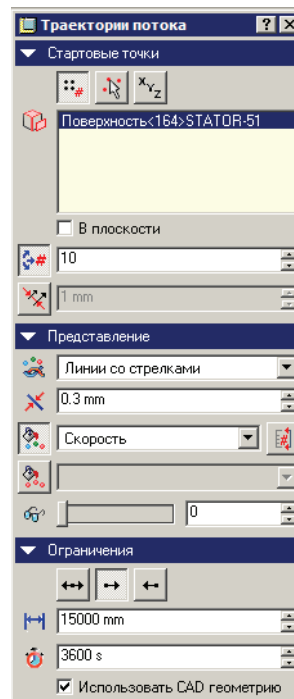 Траектории потока
Стартовые точки
X Y Z
Поверхность<164>STATOR-51
В плоскости
10
1 mm
Представление
Линии со стрелками
0.3 mm
Скорость
0
Ограничения
15000 mm
3600 s
Использовать CAD геометрию